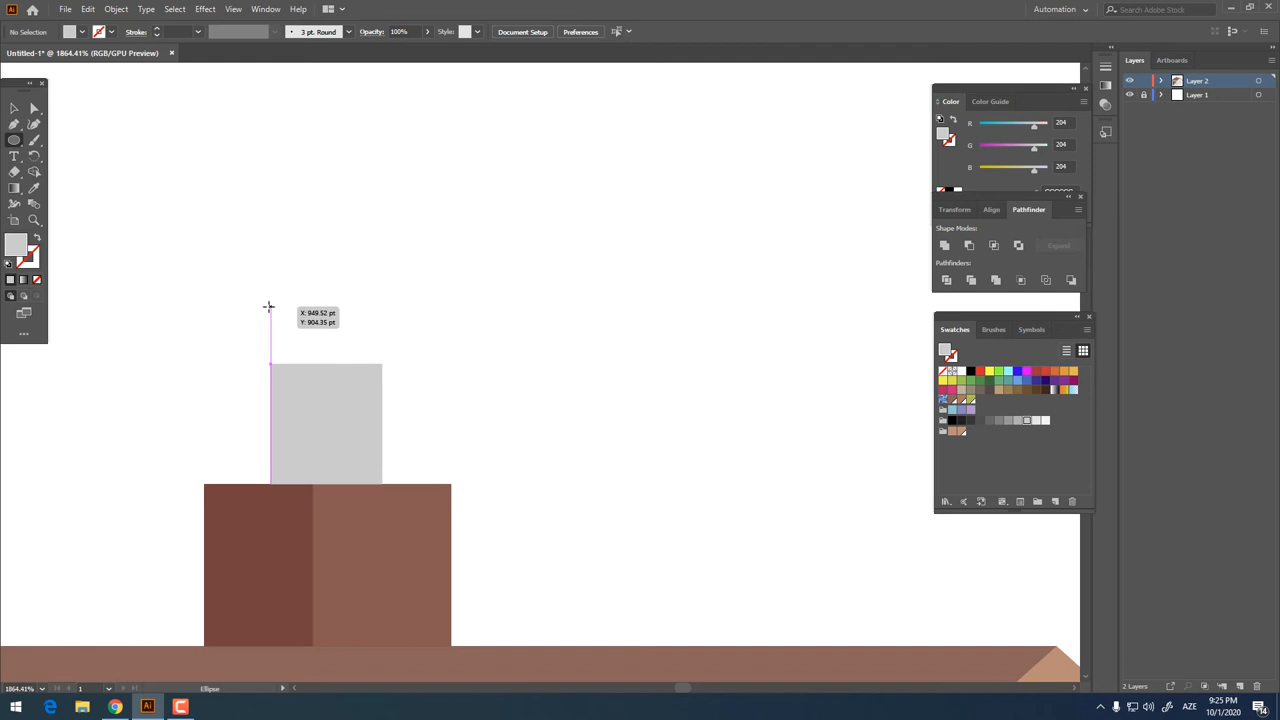 Ai File Edit Object Type Select Effect View Window Help Automation Search Adobe Stock
No Selection Stroke: 3 pt. Round Opacity: 100% Style: Document Setup Preferences
Untitled-1* @ 1864.41% (RGB/GPU Preview)
Layers Artboards
Layer 2
Layer 1
Color Color Guide
R 204
G 204
B 204
Transform Align Pathfinder
Shape Modes:
Expand
Pathfinders:
X: 949.52 pt
Y: 904.35 pt
Swatches Brushes Symbols
1864.41% 1 Ellipse
2 Layers
Ai AZE 9:25 PM
10/1/2020